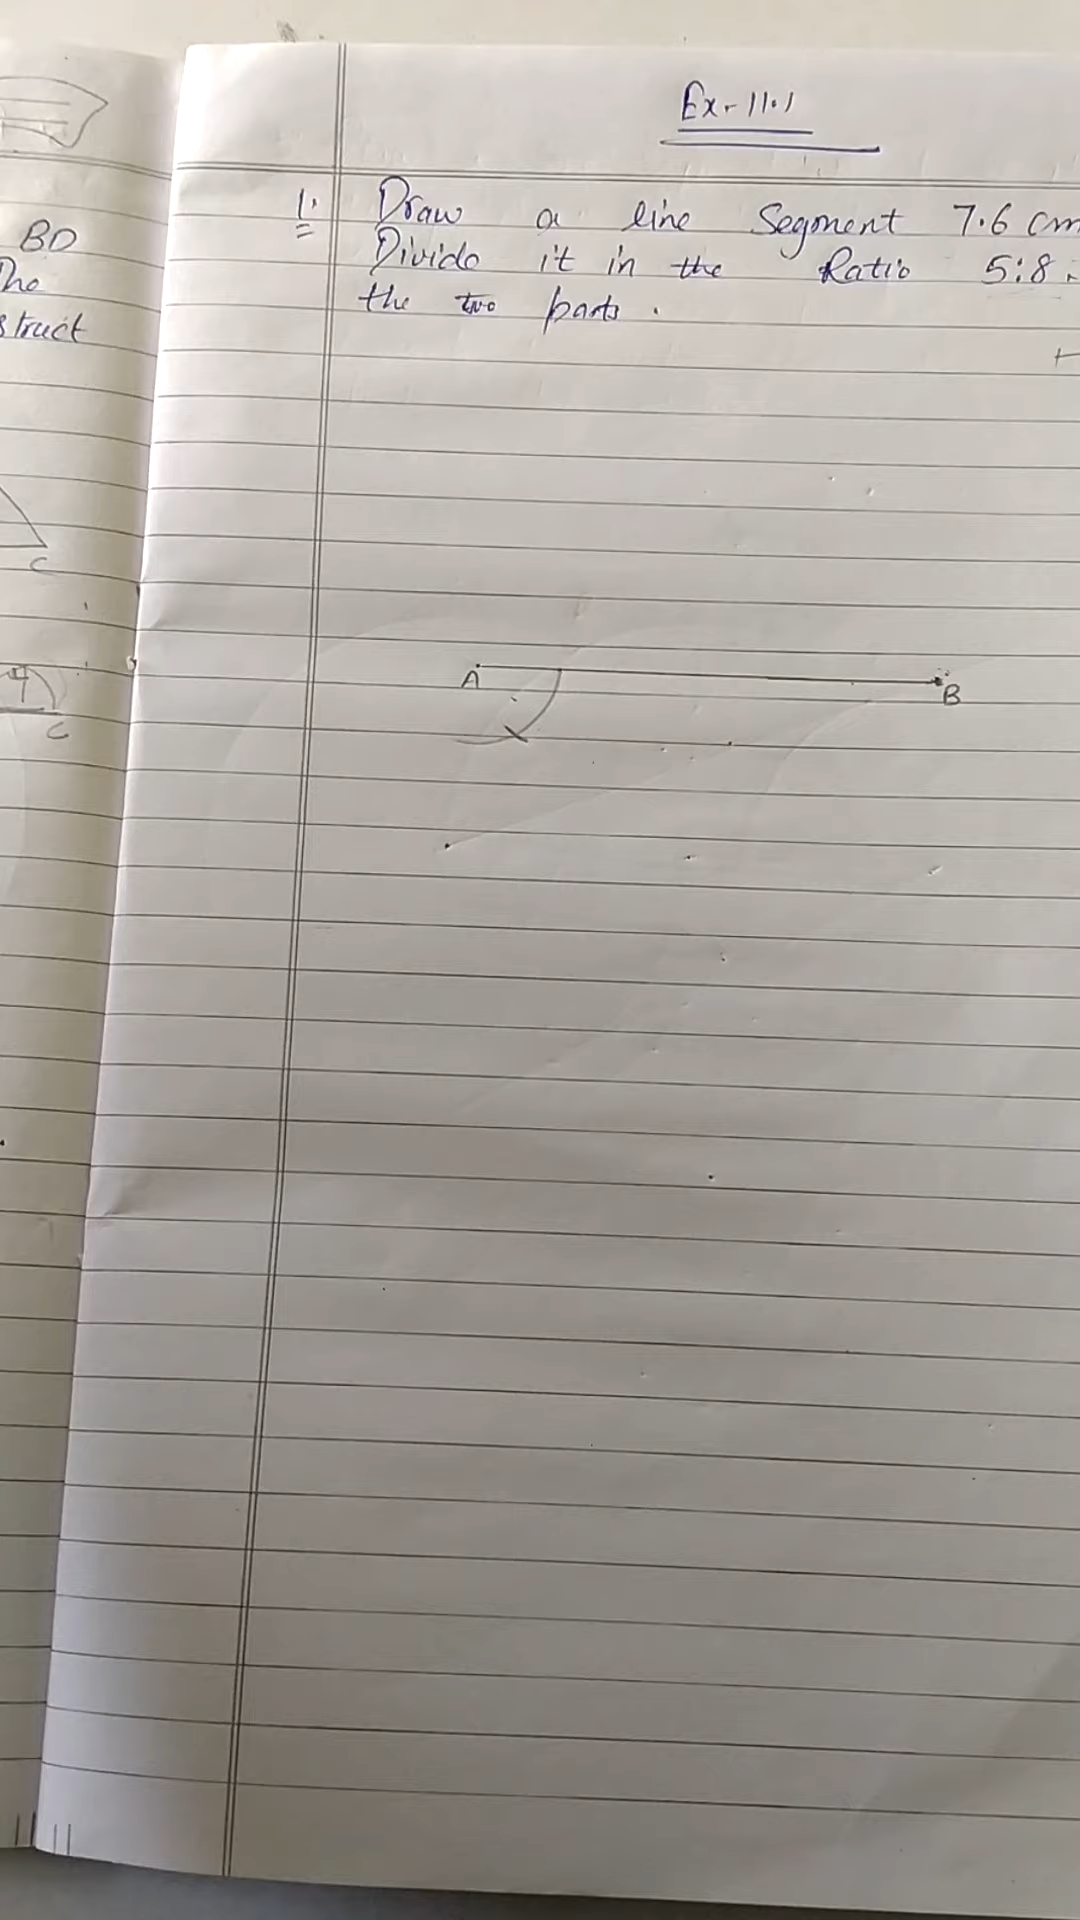 Ex- 11.1
1. Draw a line Segment 7.6 cm
Divide it in the Ratio 5:8.
the two parts.
BD
struct
C
A
B
4
C